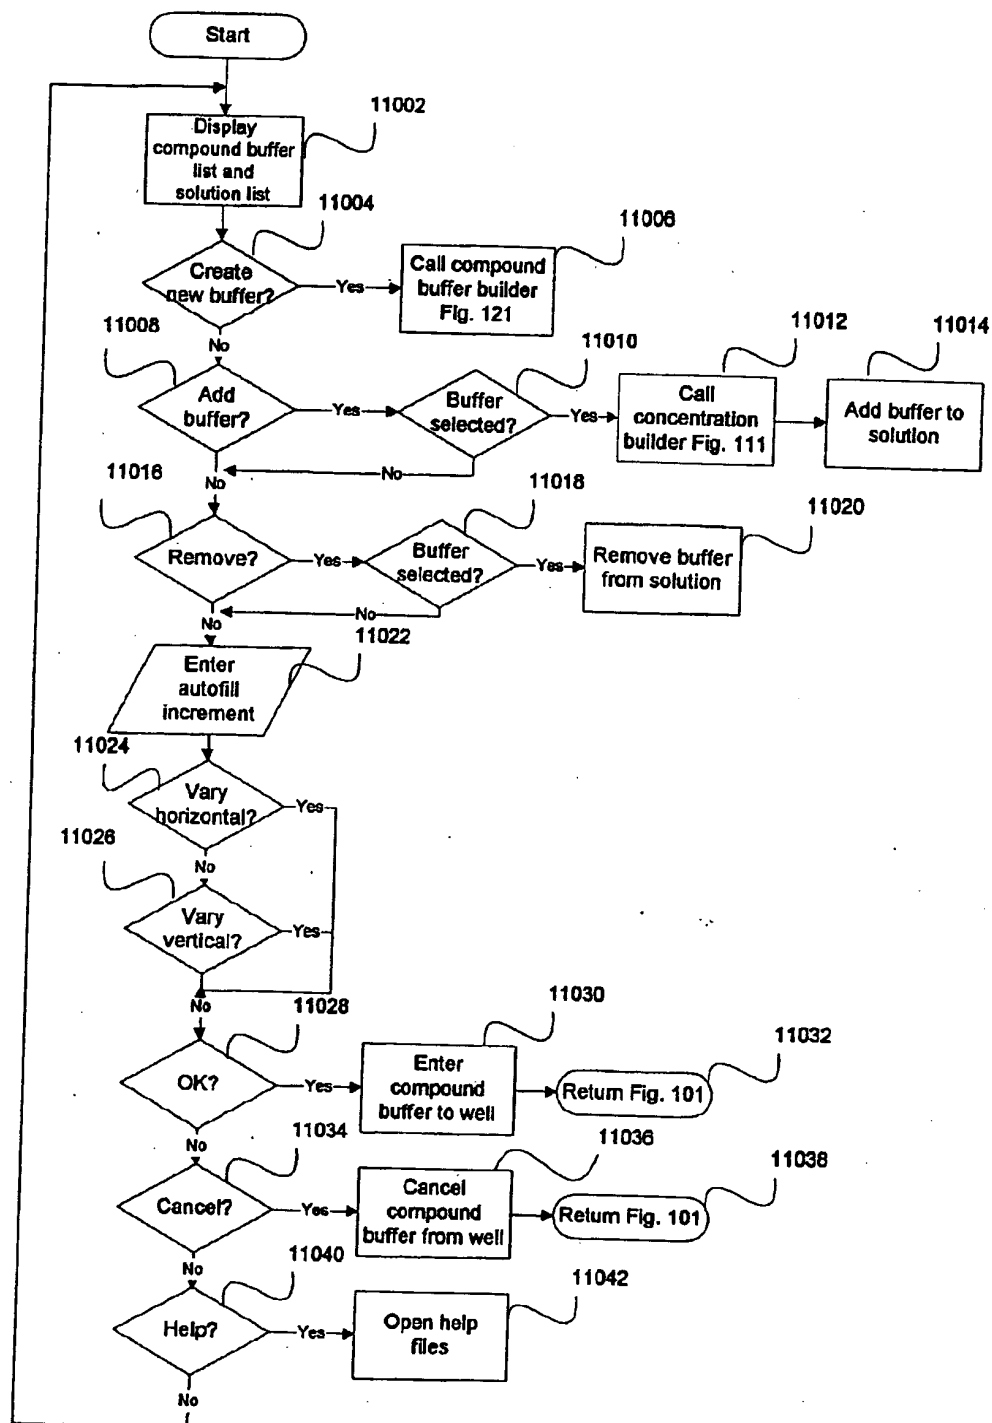 Start
11002
Display
compound buffer
list and
solution list
11004
Create
new buffer?
Yes
11006
Call compound
buffer builder
Fig. 121
No
11008
Add
buffer?
Yes
11010
Buffer
selected?
Yes
11012
Call
concentration
builder Fig. 111
11014
Add buffer to
solution
No
No
11016
Remove?
Yes
11018
Buffer
selected?
Yes
11020
Remove buffer
from solution
No
No
11022
Enter
autofill
increment
11024
Vary
horizontal?
Yes
No
11026
Vary
vertical?
Yes
No
11028
OK?
Yes
11030
Enter
compound
buffer to well
11032
Return Fig. 101
No
11034
Cancel?
Yes
11036
Cancel
compound
buffer from well
11038
Return Fig. 101
No
11040
Help?
Yes
11042
Open help
files
No